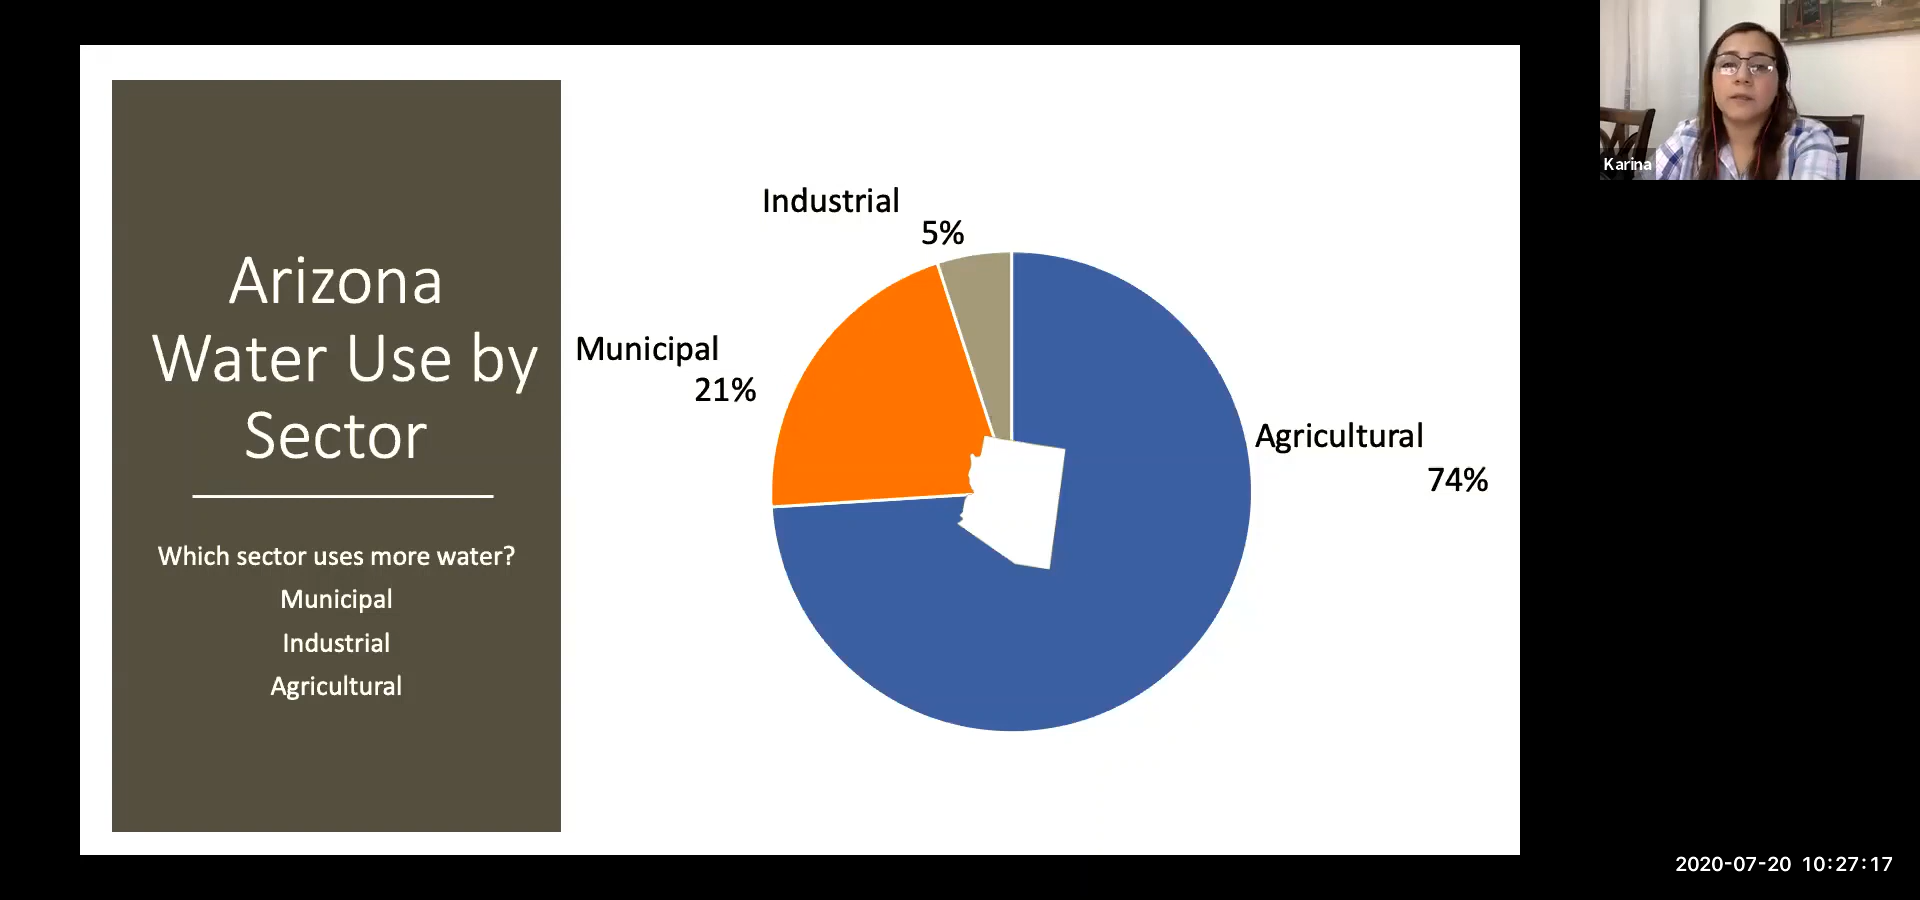 Arizona
Water Use by
Sector
Which sector uses more water?
Municipal
Industrial
Agricultural
Industrial
5%
Municipal
21%
Agricultural
74%
Karina
2020-07-20 10:27:17